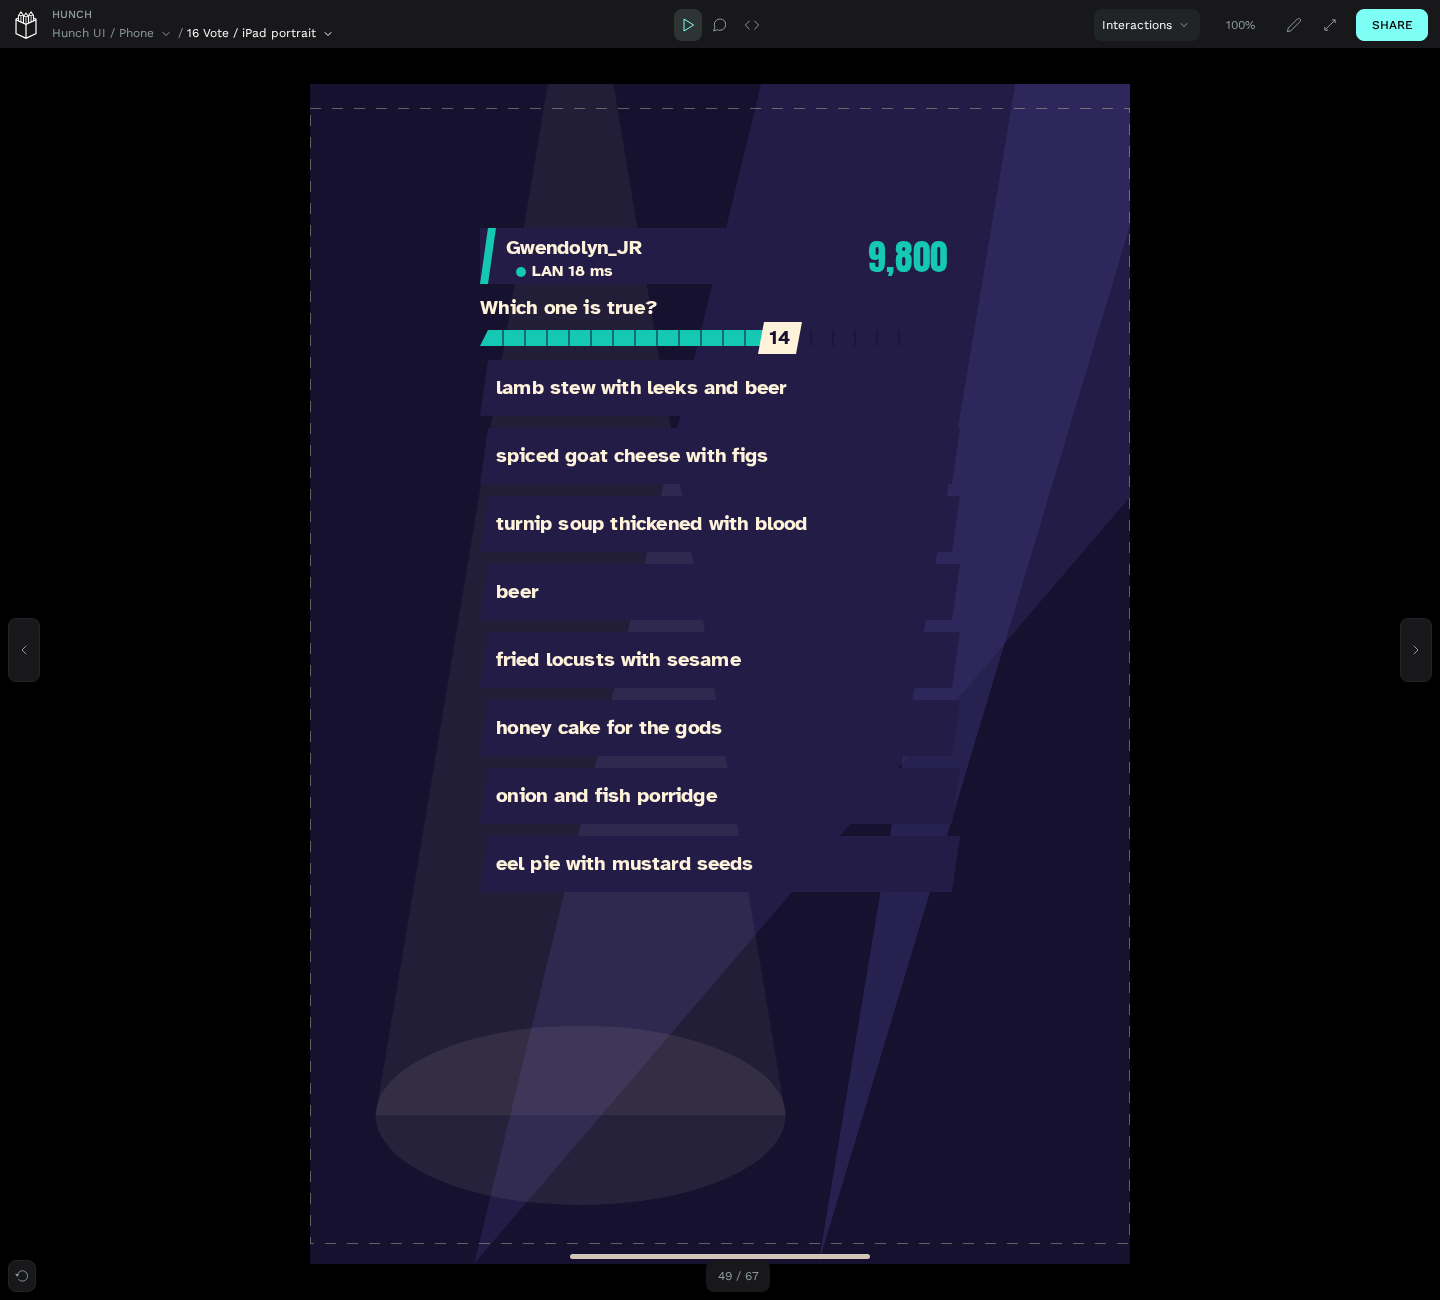 HUNCH
Hunch UI / Phone / 16 Vote / iPad portrait
Interactions
100%
SHARE
Gwendolyn_JR
LAN 18 ms
9,800
Which one is true?
14
lamb stew with leeks and beer
spiced goat cheese with figs
turnip soup thickened with blood
beer
fried locusts with sesame
honey cake for the gods
onion and fish porridge
eel pie with mustard seeds
49 / 67